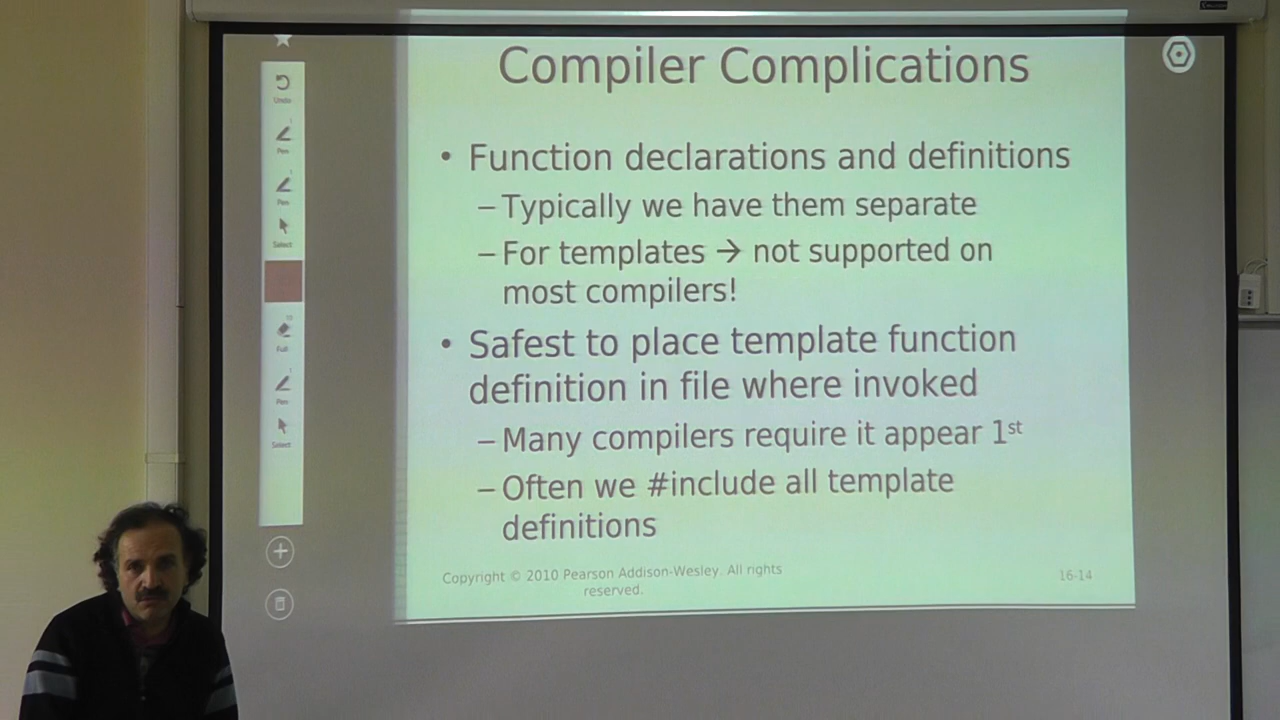 Compiler Complications
• Function declarations and definitions
– Typically we have them separate
– For templates → not supported on
most compilers!
• Safest to place template function
definition in file where invoked
– Many compilers require it appear 1st
– Often we #include all template
definitions
Copyright © 2010 Pearson Addison-Wesley. All rights
reserved.
16-14
Undo
Pen
Pen
Select
Full
Pen
Select